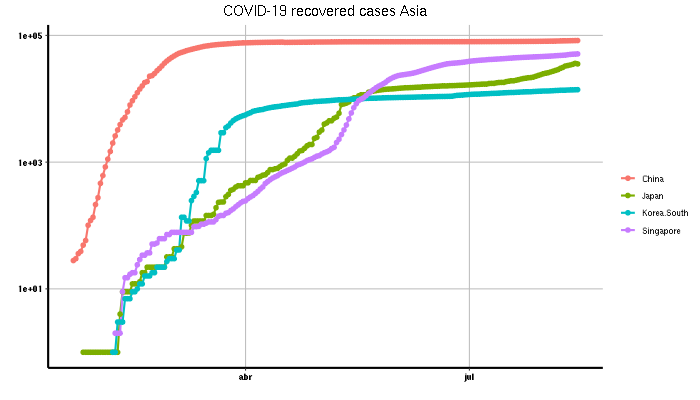 COVID-19 recovered cases Asia
1e+05
1e+03
1e+01
abr
jul
China
Japan
Korea.South
Singapore